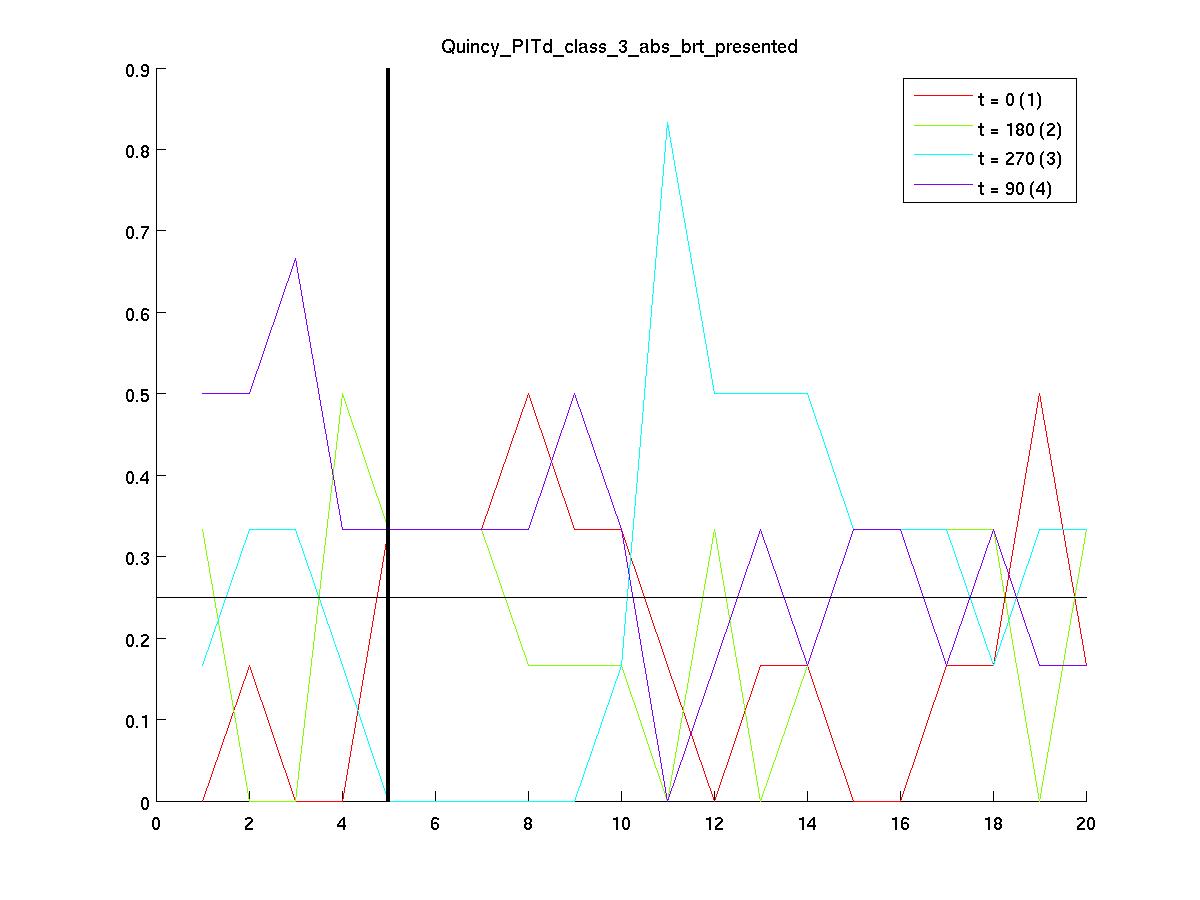 Quincy_PITd_class_3_abs_brt_presented
t = 0 (1)
t = 180 (2)
t = 270 (3)
t = 90 (4)
0.9
0.8
0.7
0.6
0.5
0.4
0.3
0.2
0.1
0
0 2 4 6 8 10 12 14 16 18 20